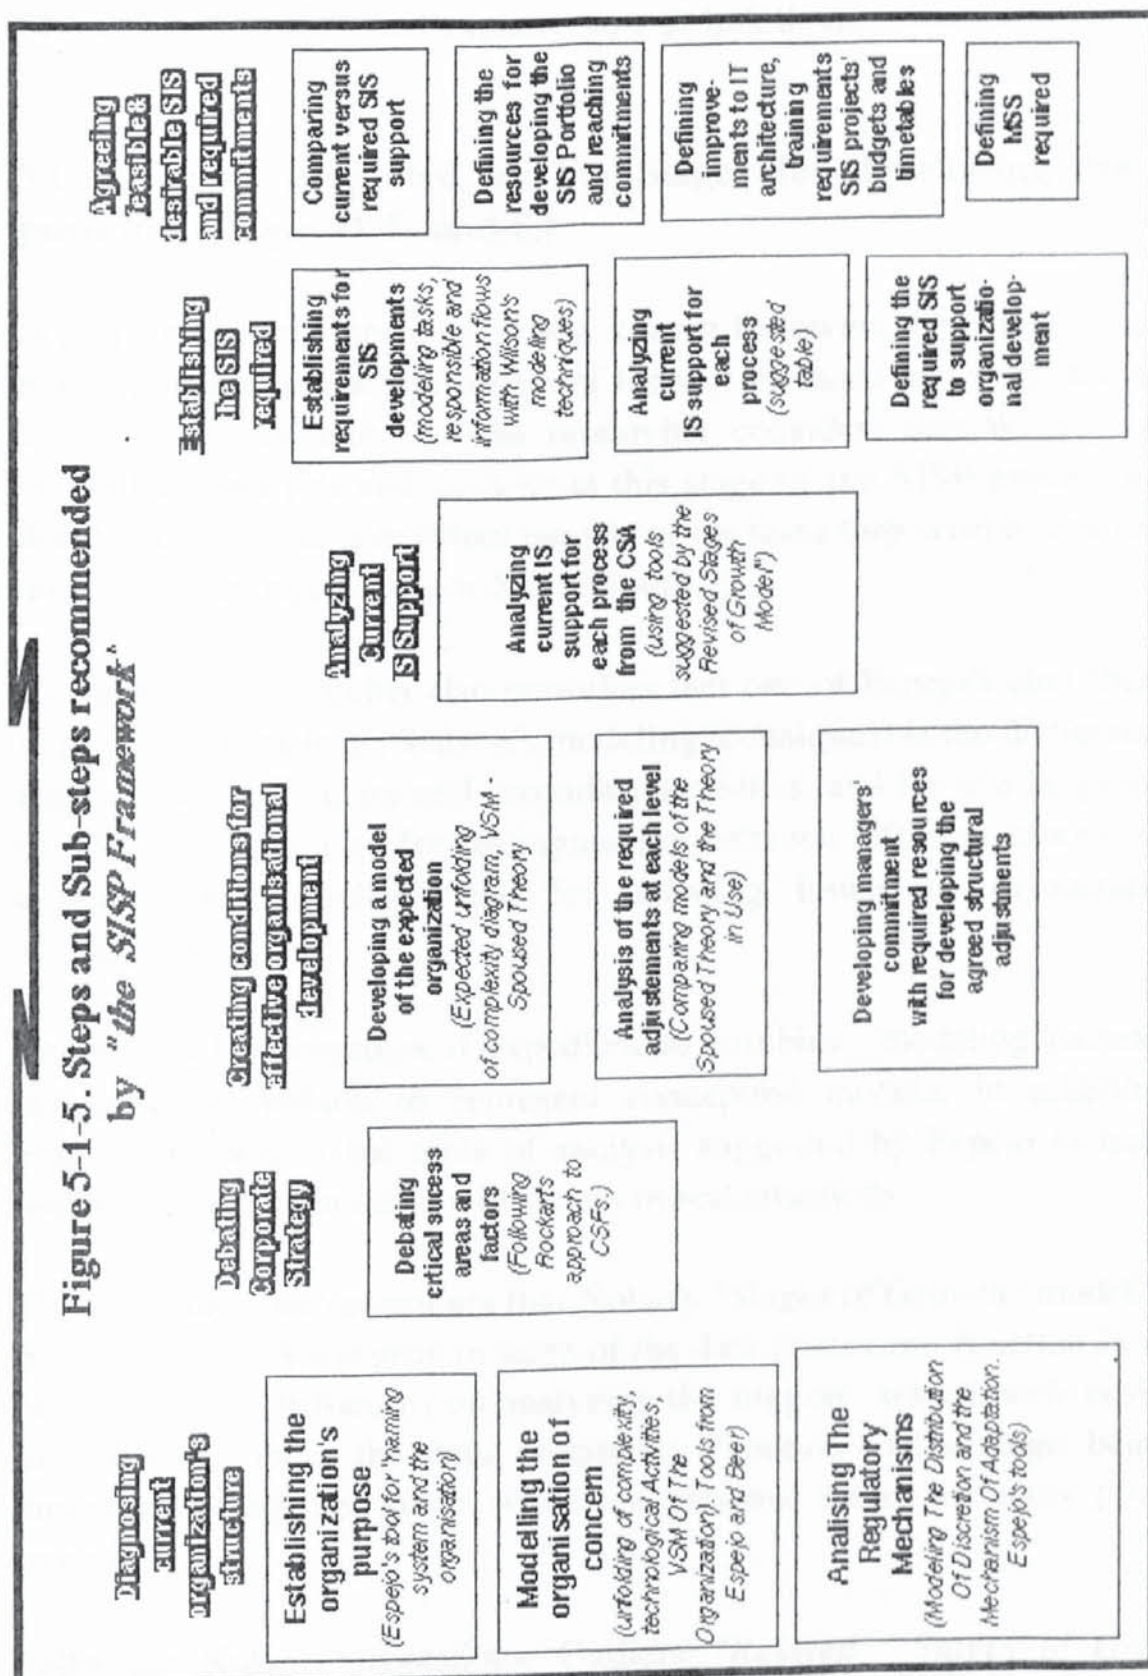 Figure 5-1-5. Steps and Sub-steps recommended
by "the SISP Framework"
Diagnosing
current
organization's
structure
Establishing the
organization's
purpose
(Espejo's tool for "naming
system and the
organisation)
Modelling the
organisation of
concern
(unfolding of complexity
technological Activities,
VSM Of The
Organization). Tools from
Espejo and Beer)
Analising The
Regulatory
Mechanisms
(Modeling The Distribution
Of Discretion and the
Mechanism Of Adaptation.
Espejo's tools)
Debating
Corporate
Strategy
Debating
critical sucess
areas and
factors
(Following
Rockarts
approach to
CSFs.)
Creating conditions for
effective organisational
development
Developing a model
of the expected
organization
(Expected unfolding
of complexity diagram, VSM -
Spoused Theory)
Analysis of the required
adjustements at each level
(Comparing models of the
Spoused Theory and the Theory
in Use)
Developing managers'
commitment
with required resources
for developing the
agreed structural
adjustments
Analyzing
Current
IS Support
Analyzing
current IS
support for
each process
from the CSA
(using tools
suggested by the
Revised Stages
of Growth
Model")
Establishing
the SIS
required
Establishing
requirements for
SIS
developments
(modeling tasks,
responsible and
information flows
with Wilson's
modeling
techniques)
Analyzing
current
IS support for
each
process
(suggested
table)
Defining the
required SIS
to support
organizatio-
nal develop-
ment
Agreeing
feasible &
desirable SIS
and required
commitments
Comparing
current versus
required SIS
support
Defining the
resources for
developing the
SIS Portfolio
and reaching
commitments
Defining
improve-
ments to IT
architecture,
training
requirements
SIS projects'
budgets and
timetables
Defining
MSS
required